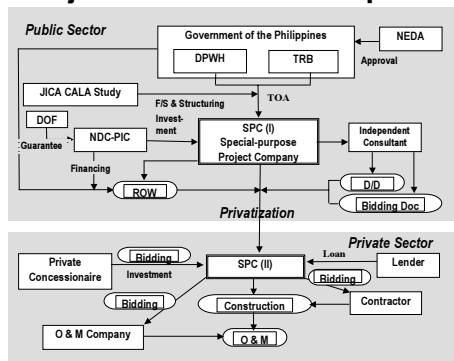 Public Sector
Government of the Philippines
NEDA
DPWH
TRB
Approval
JICA CALA Study
F/S & Structuring
TOA
DOF
Invest-
ment
NDC-PIC
SPC (I)
Special-purpose
Project Company
Independent
Consultant
Guarantee
Financing
ROW
D/D
Bidding Doc
Privatization
Private Sector
Private
Concessionaire
Bidding
Investment
SPC (II)
Loan
Lender
Bidding
Bidding
Construction
Contractor
O & M Company
O & M